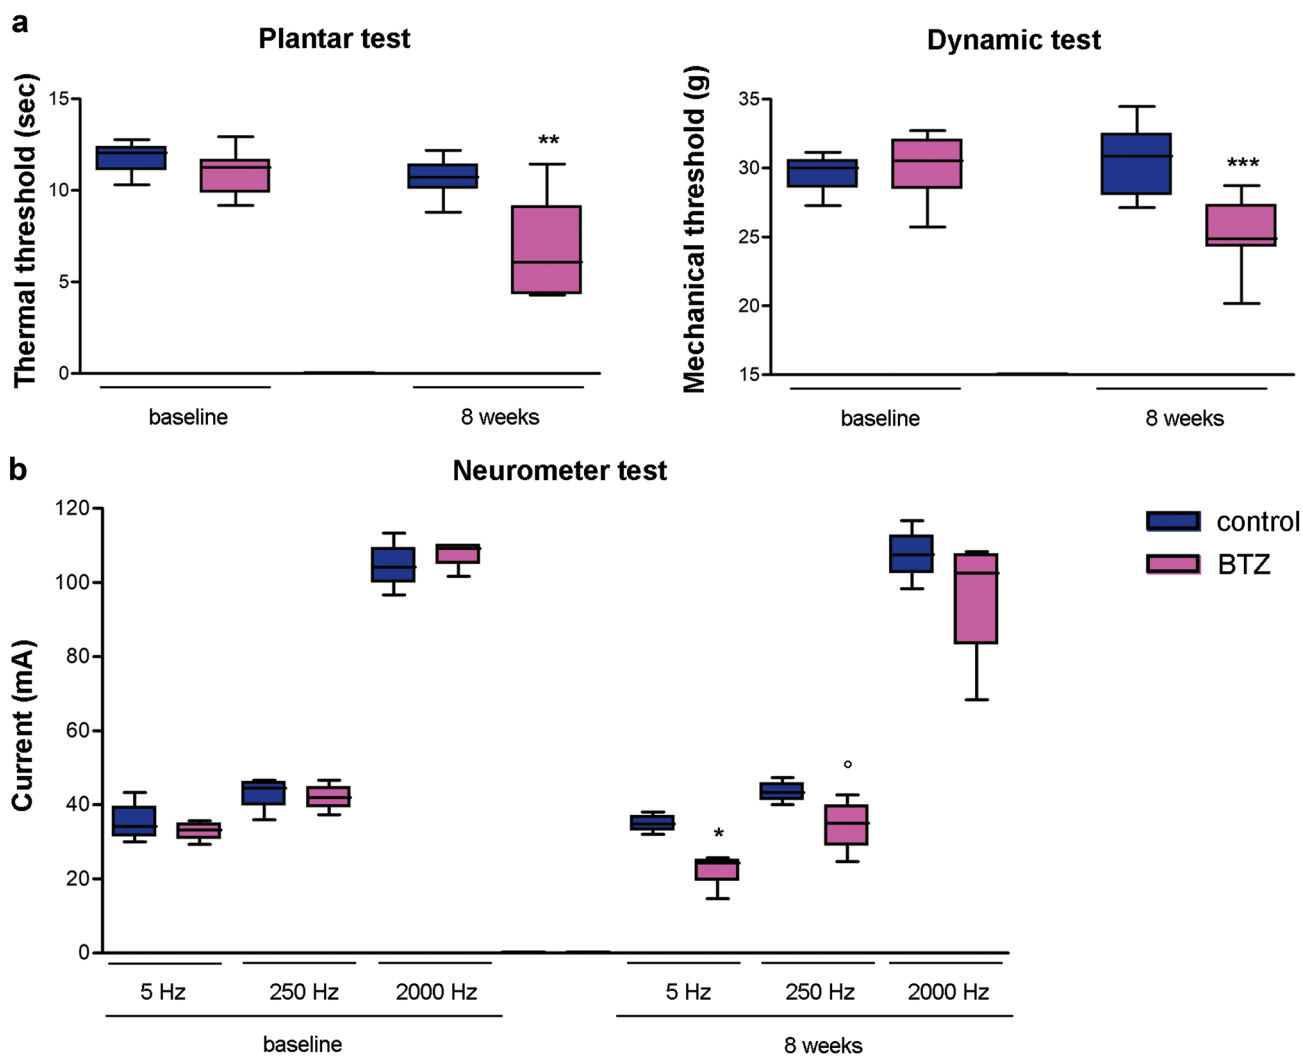 a
Plantar test
Thermal threshold (sec)
15
10
5
0
**
baseline
8 weeks
Dynamic test
Mechanical threshold (g)
35
30
25
20
15
***
baseline
8 weeks
b
Neurometer test
Current (mA)
120
100
80
60
40
20
0
*
5 Hz
250 Hz
2000 Hz
5 Hz
250 Hz
2000 Hz
baseline
8 weeks
control
BTZ